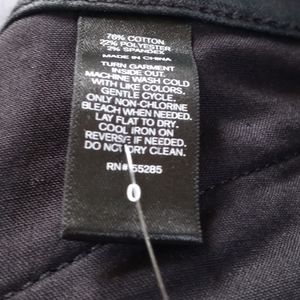 76% COTTON
22% POLYESTER
2% SPANDEX
MADE IN CHINA
TURN GARMENT
INSIDE OUT.
MACHINE WASH COLD
WITH LIKE COLORS.
GENTLE CYCLE.
ONLY NON-CHLORINE
BLEACH WHEN NEEDED.
LAY FLAT TO DRY.
COOL IRON ON
REVERSE IF NEEDED.
DO NOT DRY CLEAN.
RN# 55285
0